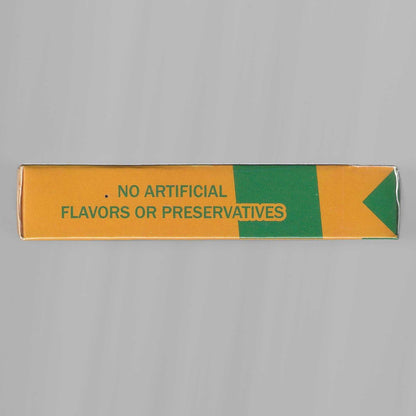 NO ARTIFICIAL
FLAVORS OR PRESERVATIVES